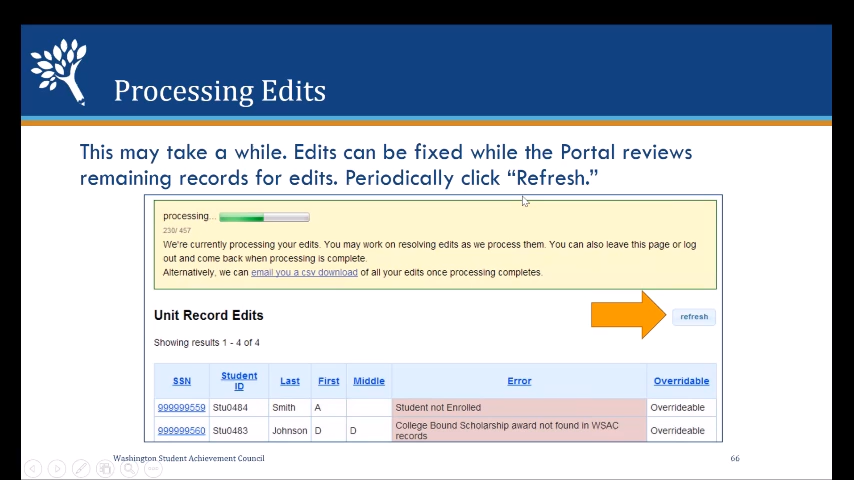 Processing Edits
This may take a while. Edits can be fixed while the Portal reviews
remaining records for edits. Periodically click “Refresh.”
processing...
230/ 457
We're currently processing your edits. You may work on resolving edits as we process them. You can also leave this page or log
out and come back when processing is complete.
Alternatively, we can email you a csv download of all your edits once processing completes.
Unit Record Edits
refresh
Showing results 1 - 4 of 4
SSN Student ID Last First Middle Error Overridable
999999559 Stu0484 Smith A Student not Enrolled Overrideable
999999560 Stu0483 Johnson D D College Bound Scholarship award not found in WSAC
records Overrideable
Washington Student Achievement Council 66